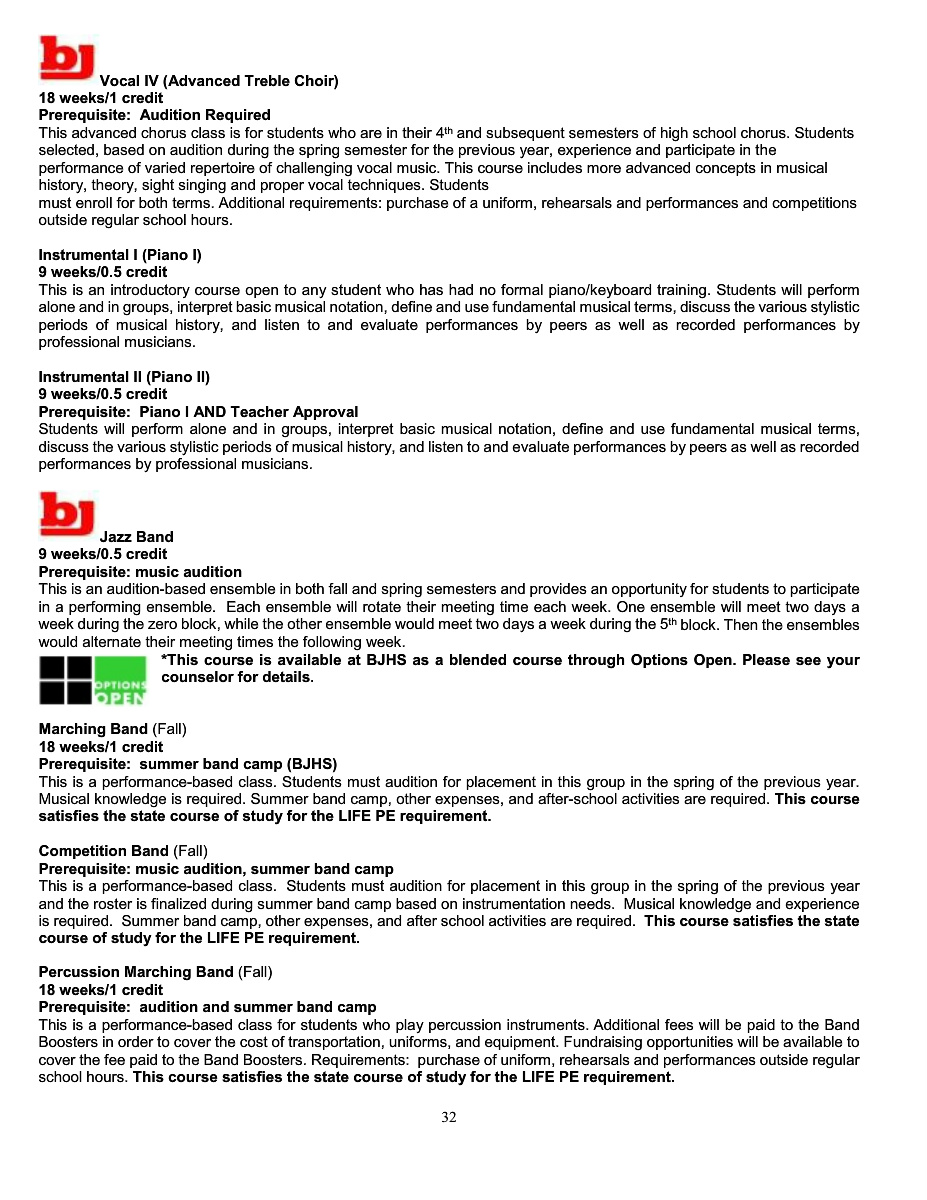 bj
Vocal IV (Advanced Treble Choir)
18 weeks/1 credit
Prerequisite:  Audition Required
This advanced chorus class is for students who are in their 4th and subsequent semesters of high school chorus. Students
selected, based on audition during the spring semester for the previous year, experience and participate in the
performance of varied repertoire of challenging vocal music. This course includes more advanced concepts in musical
history, theory, sight singing and proper vocal techniques. Students
must enroll for both terms. Additional requirements: purchase of a uniform, rehearsals and performances and competitions
outside regular school hours.
Instrumental I (Piano I)
9 weeks/0.5 credit
This is an introductory course open to any student who has had no formal piano/keyboard training. Students will perform
alone and in groups, interpret basic musical notation, define and use fundamental musical terms, discuss the various stylistic
periods of musical history, and listen to and evaluate performances by peers as well as recorded performances by
professional musicians.
Instrumental II (Piano II)
9 weeks/0.5 credit
Prerequisite:  Piano I AND Teacher Approval
Students will perform alone and in groups, interpret basic musical notation, define and use fundamental musical terms,
discuss the various stylistic periods of musical history, and listen to and evaluate performances by peers as well as recorded
performances by professional musicians.
bj
Jazz Band
9 weeks/0.5 credit
Prerequisite: music audition
This is an audition-based ensemble in both fall and spring semesters and provides an opportunity for students to participate
in a performing ensemble.  Each ensemble will rotate their meeting time each week. One ensemble will meet two days a
week during the zero block, while the other ensemble would meet two days a week during the 5th block. Then the ensembles
would alternate their meeting times the following week.
*This course is available at BJHS as a blended course through Options Open. Please see your
counselor for details.
OPTIONS
OPEN
Marching Band (Fall)
18 weeks/1 credit
Prerequisite:  summer band camp (BJHS)
This is a performance-based class. Students must audition for placement in this group in the spring of the previous year.
Musical knowledge is required. Summer band camp, other expenses, and after-school activities are required. This course
satisfies the state course of study for the LIFE PE requirement.
Competition Band (Fall)
Prerequisite: music audition, summer band camp
This is a performance-based class.  Students must audition for placement in this group in the spring of the previous year
and the roster is finalized during summer band camp based on instrumentation needs.  Musical knowledge and experience
is required.  Summer band camp, other expenses, and after school activities are required.  This course satisfies the state
course of study for the LIFE PE requirement.
Percussion Marching Band (Fall)
18 weeks/1 credit
Prerequisite:  audition and summer band camp
This is a performance-based class for students who play percussion instruments. Additional fees will be paid to the Band
Boosters in order to cover the cost of transportation, uniforms, and equipment. Fundraising opportunities will be available to
cover the fee paid to the Band Boosters. Requirements:  purchase of uniform, rehearsals and performances outside regular
school hours. This course satisfies the state course of study for the LIFE PE requirement.
32